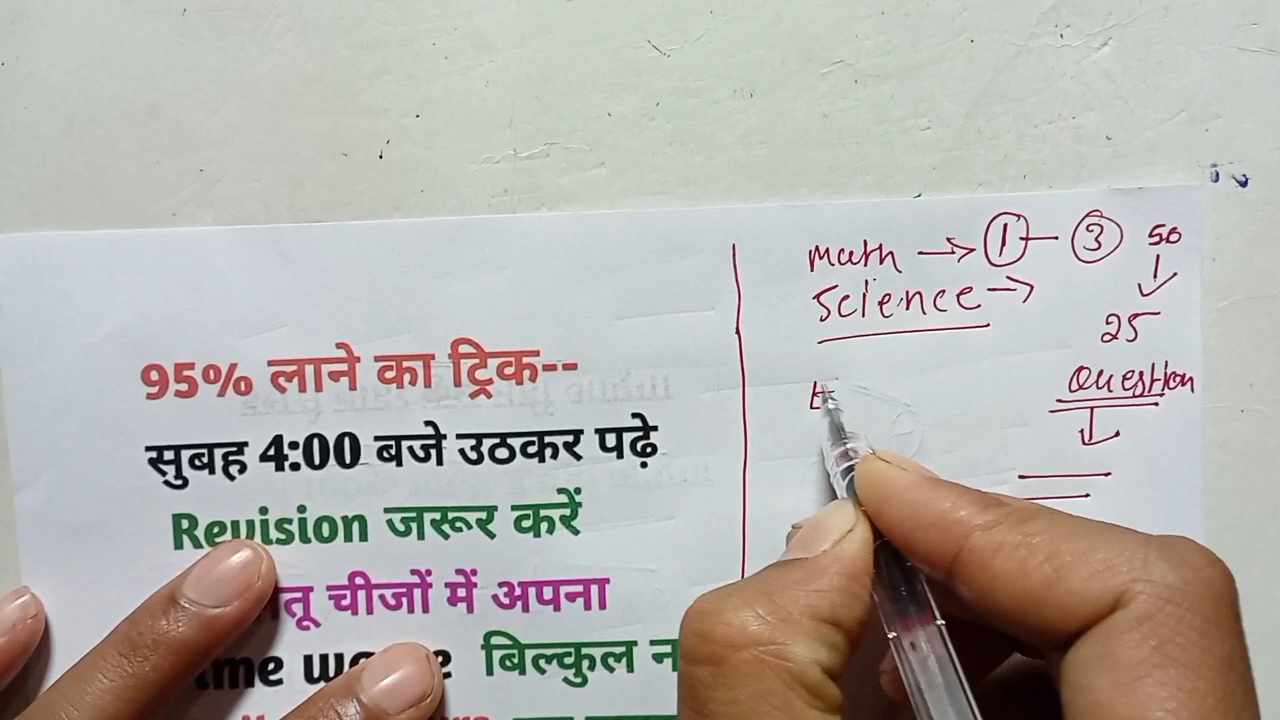 95% लाने का ट्रिक--
सुबह 4:00 बजे उठकर पढ़े
Revision जरूर करें
चीजों में अपना
बिल्कुल
Math → 1 - 3
Science →
50
25
Question